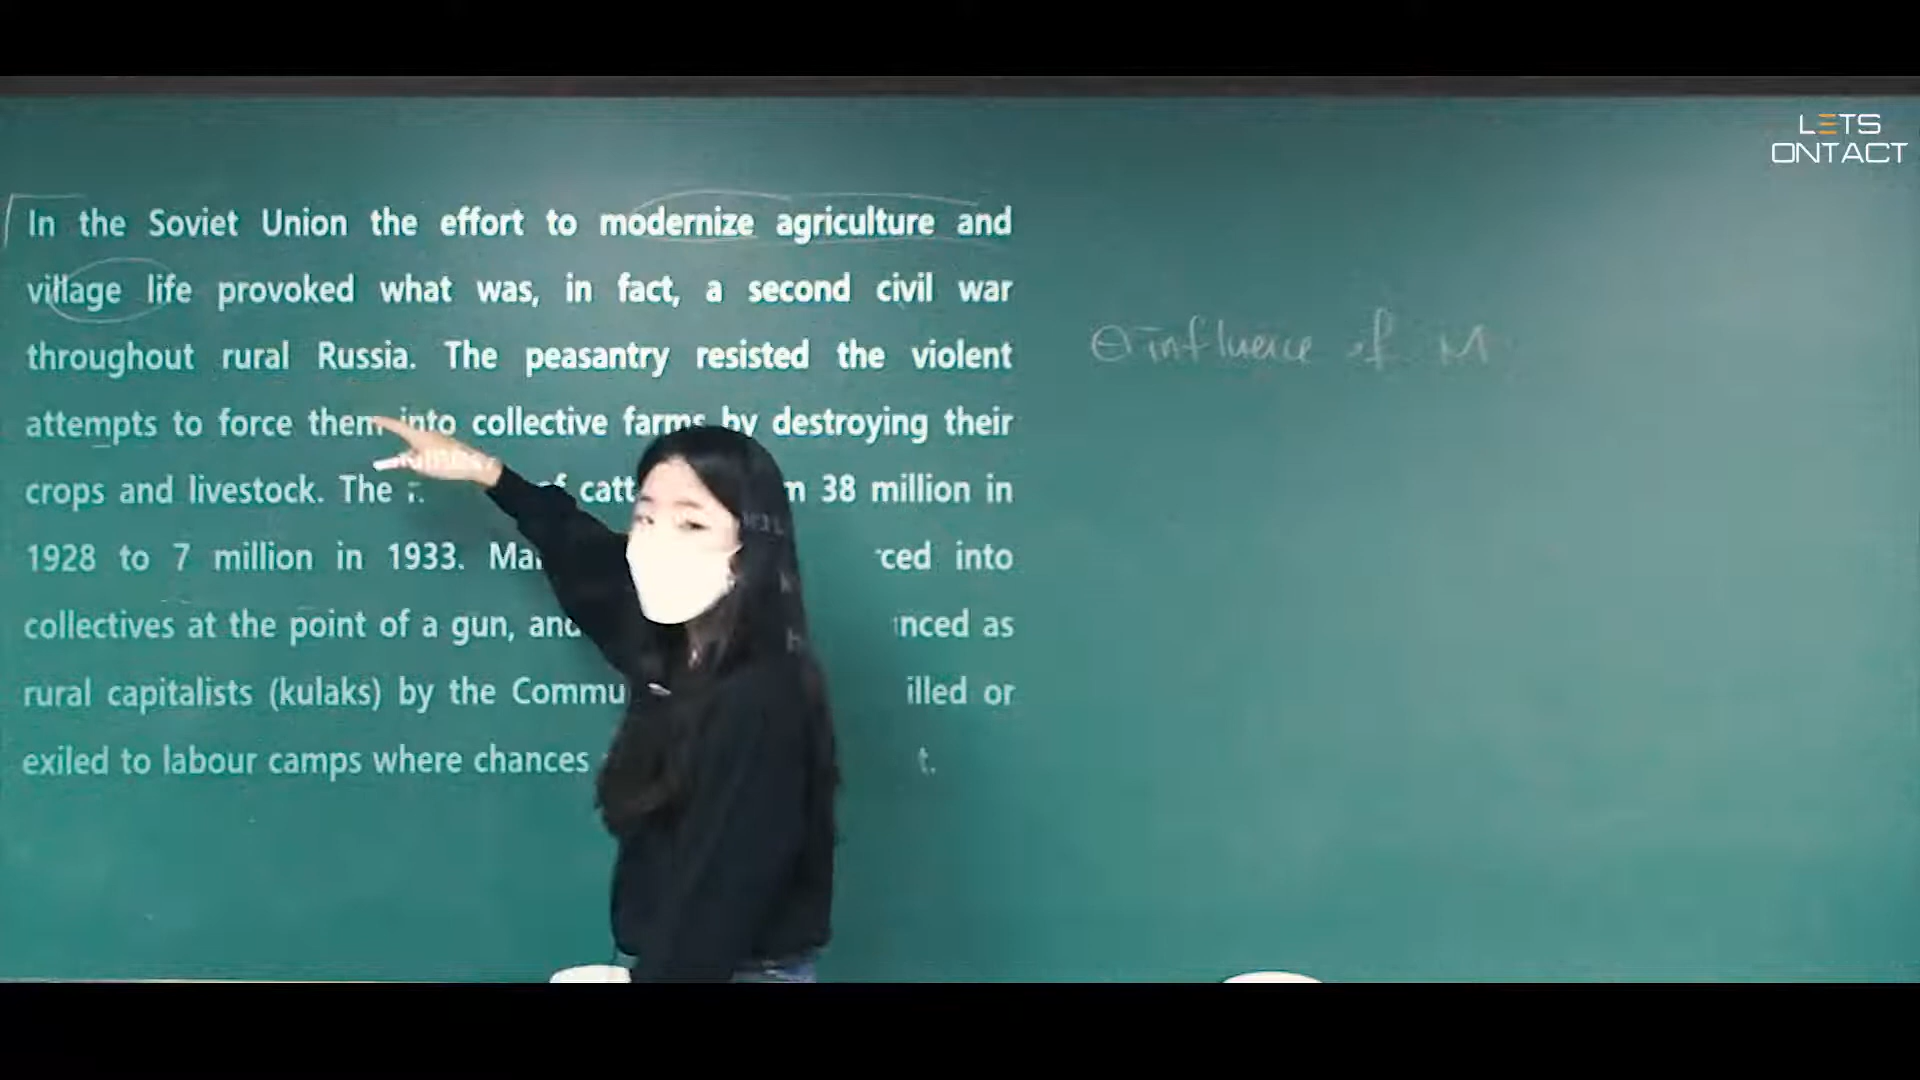 LETS
ONTACT
In the Soviet Union the effort to modernize agriculture and
village life provoked what was, in fact, a second civil war
throughout rural Russia. The peasantry resisted the violent
attempts to force them into collective farms by destroying their
crops and livestock. The of 38 million in
1928 to 7 million in 1933. into
collectives at the point of a gun, and as
rural capitalists (kulaks) by the or
exiled to labour camps where chances
⊖ influence of M